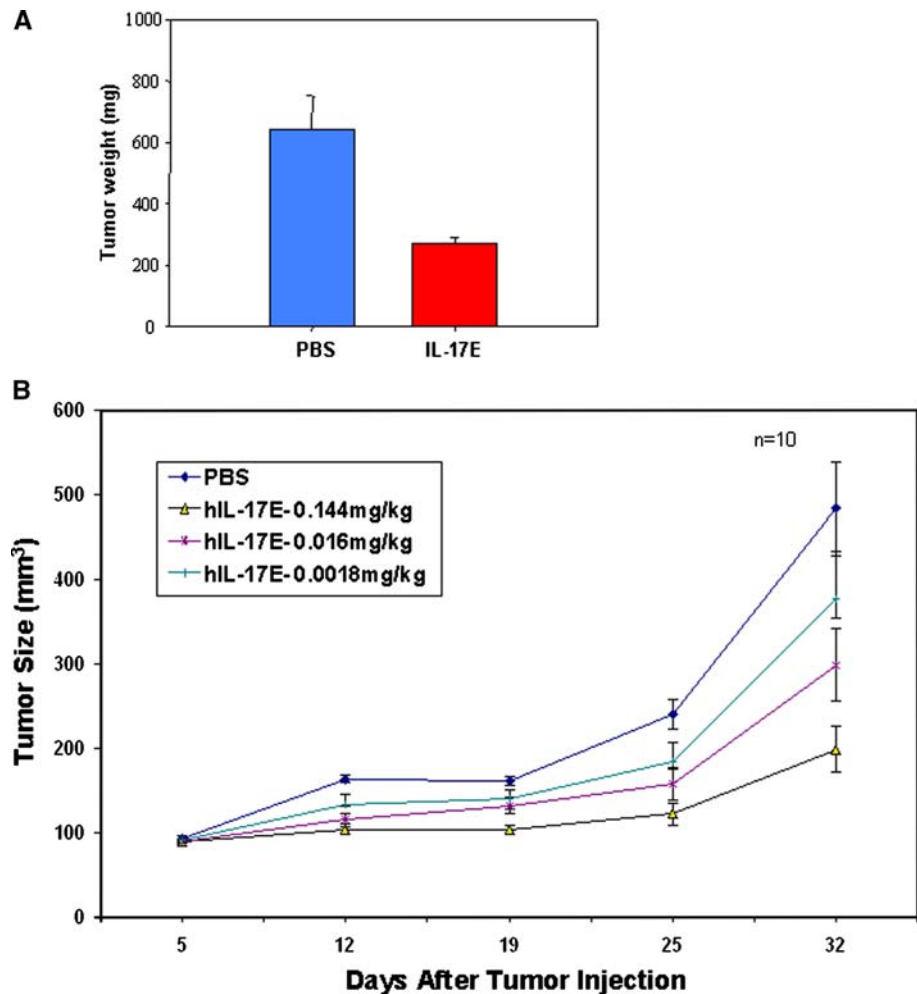 A
Tumor weight (mg)
1000
800
600
400
200
0
PBS
IL-17E
B
Tumor Size (mm³)
600
500
400
300
200
100
0
n=10
PBS
hIL-17E-0.144mg/kg
hIL-17E-0.016mg/kg
hIL-17E-0.0018mg/kg
5
12
19
25
32
Days After Tumor Injection